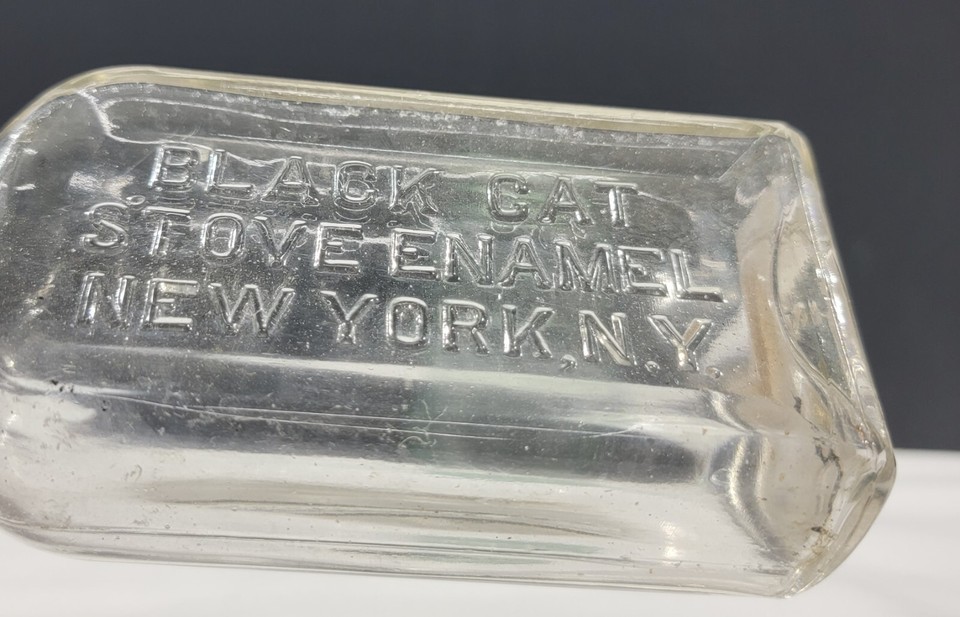 BLACK CAT
STOVE ENAMEL
NEW YORK, N.Y.